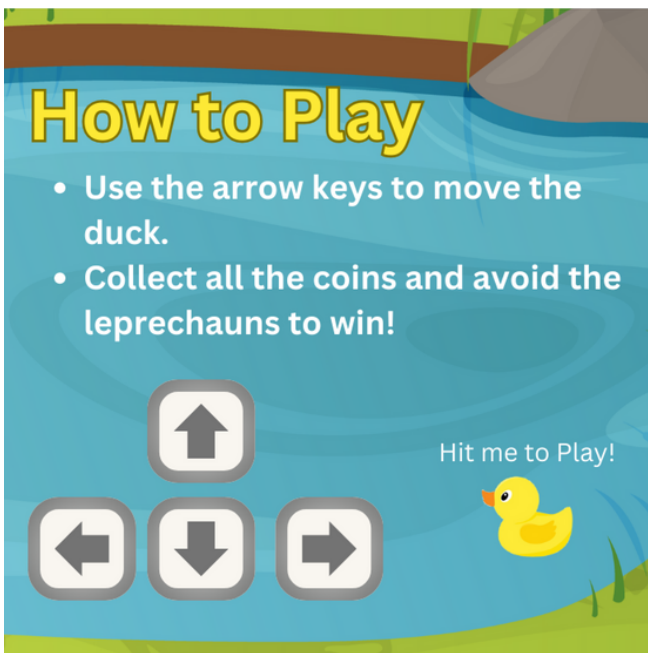 How to Play
• Use the arrow keys to move the
duck.
• Collect all the coins and avoid the
leprechauns to win!
Hit me to Play!